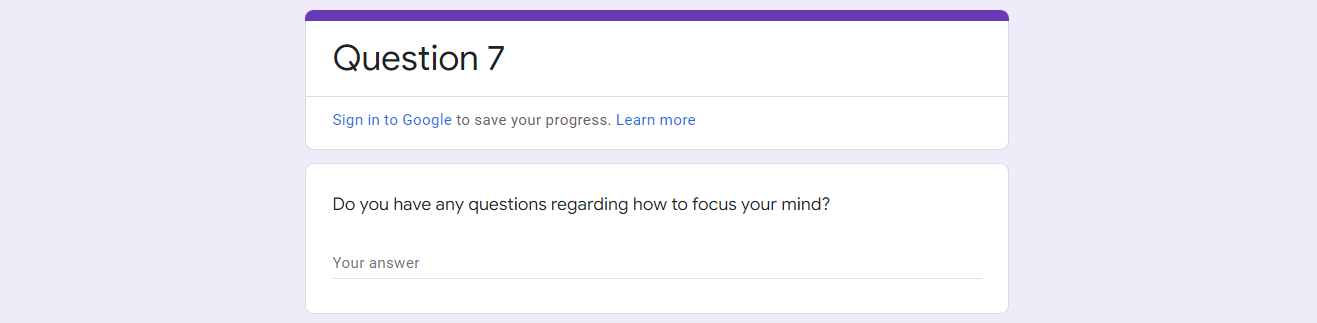 Question 7
Sign in to Google to save your progress. Learn more
Do you have any questions regarding how to focus your mind?
Your answer